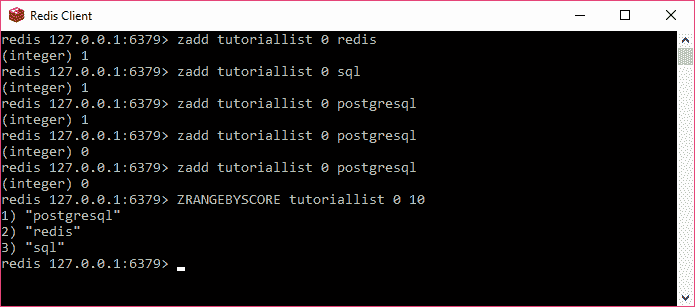 Redis Client
redis 127.0.0.1:6379> zadd tutoriallist 0 redis
(integer) 1
redis 127.0.0.1:6379> zadd tutoriallist 0 sql
(integer) 1
redis 127.0.0.1:6379> zadd tutoriallist 0 postgresql
(integer) 1
redis 127.0.0.1:6379> zadd tutoriallist 0 postgresql
(integer) 0
redis 127.0.0.1:6379> zadd tutoriallist 0 postgresql
(integer) 0
redis 127.0.0.1:6379> ZRANGEBYSCORE tutoriallist 0 10
1) "postgresql"
2) "redis"
3) "sql"
redis 127.0.0.1:6379>